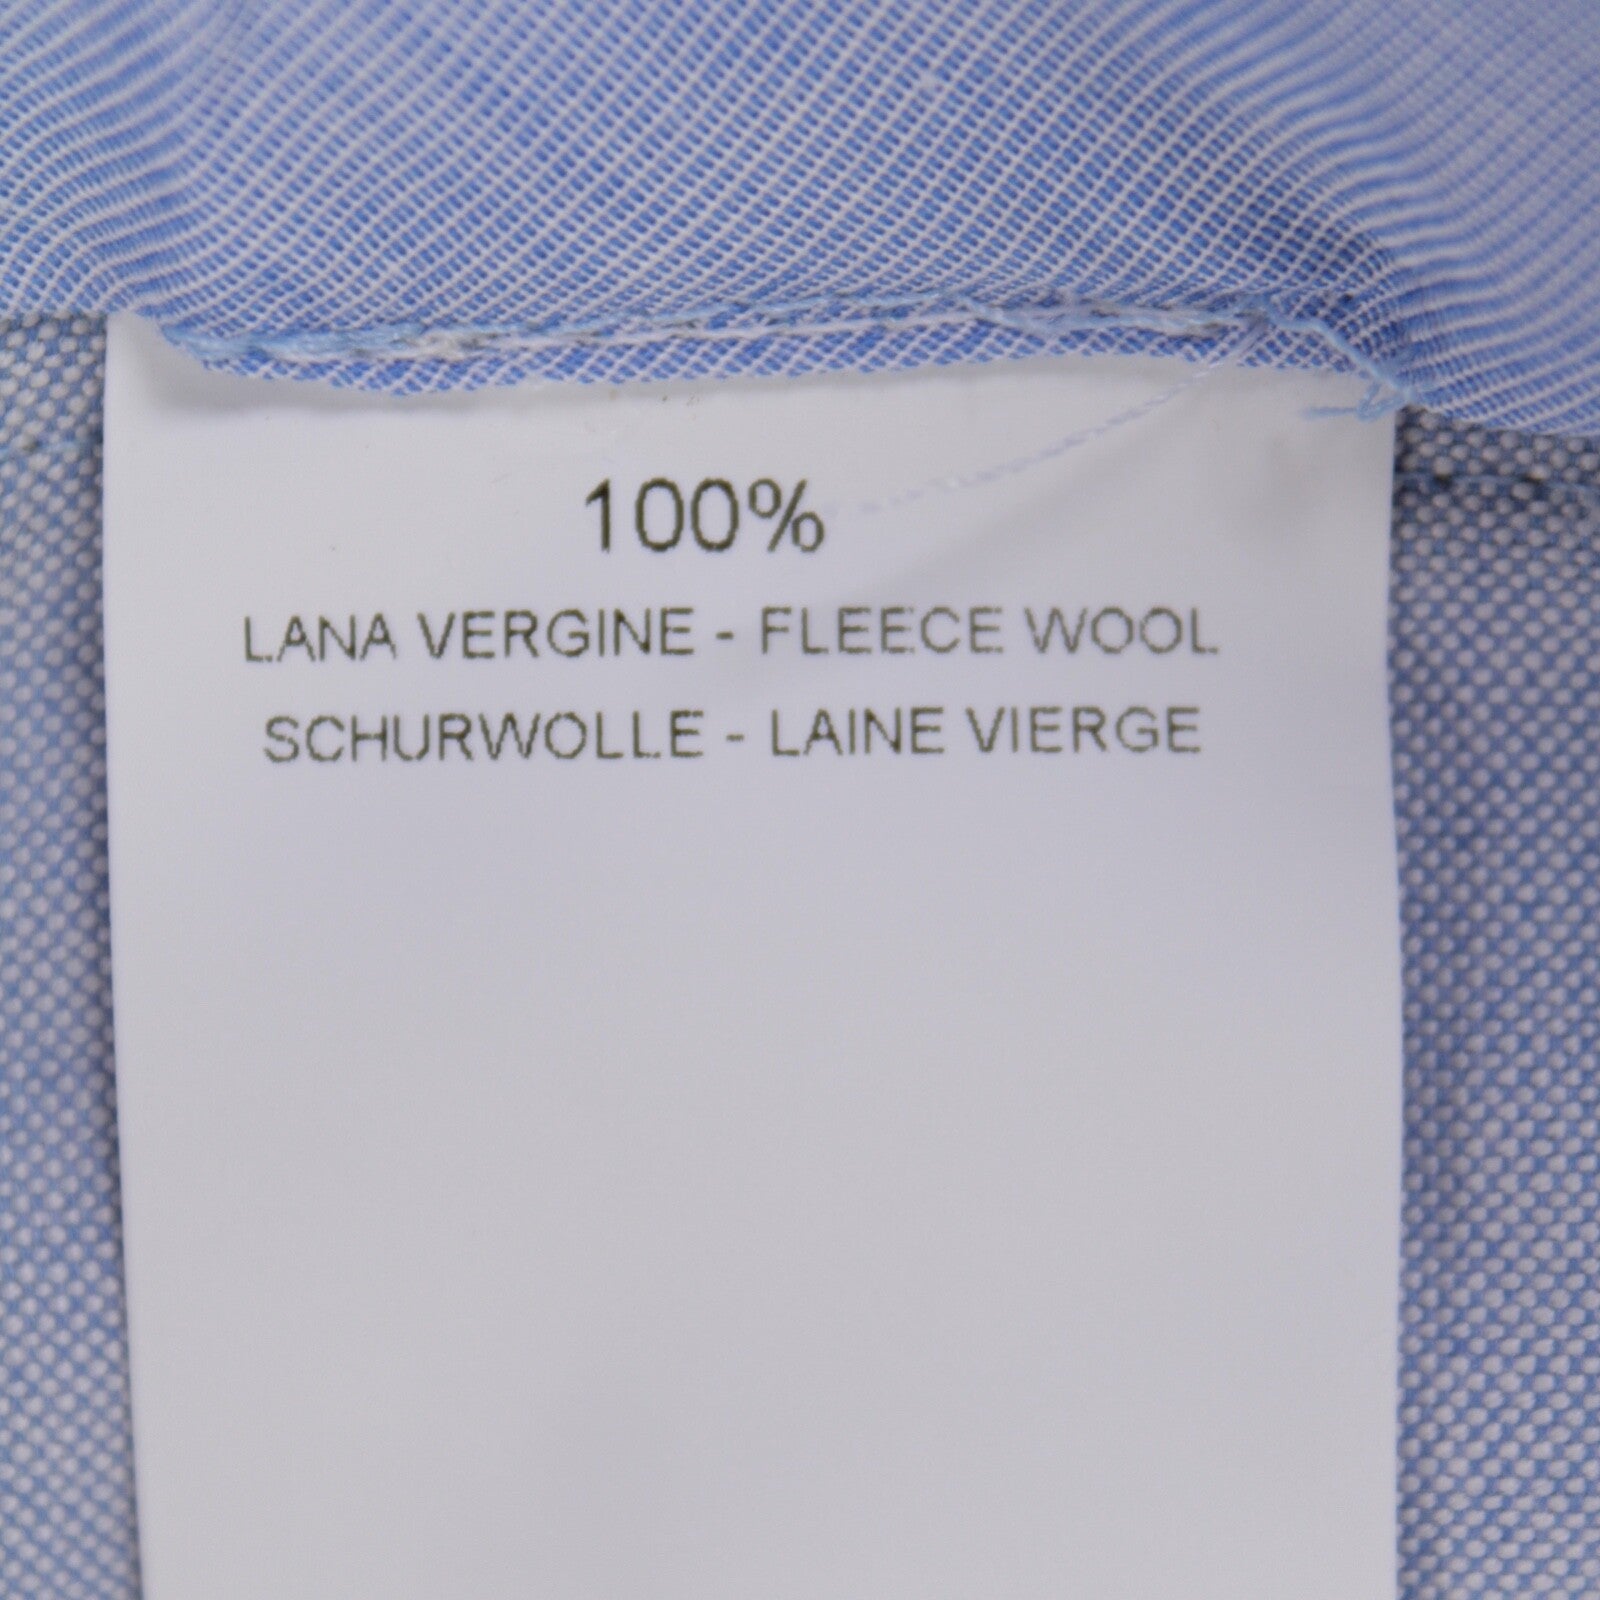 100%
LANA VERGINE - FLEECE WOOL
SCHURWOLLE - LAINE VIERGE